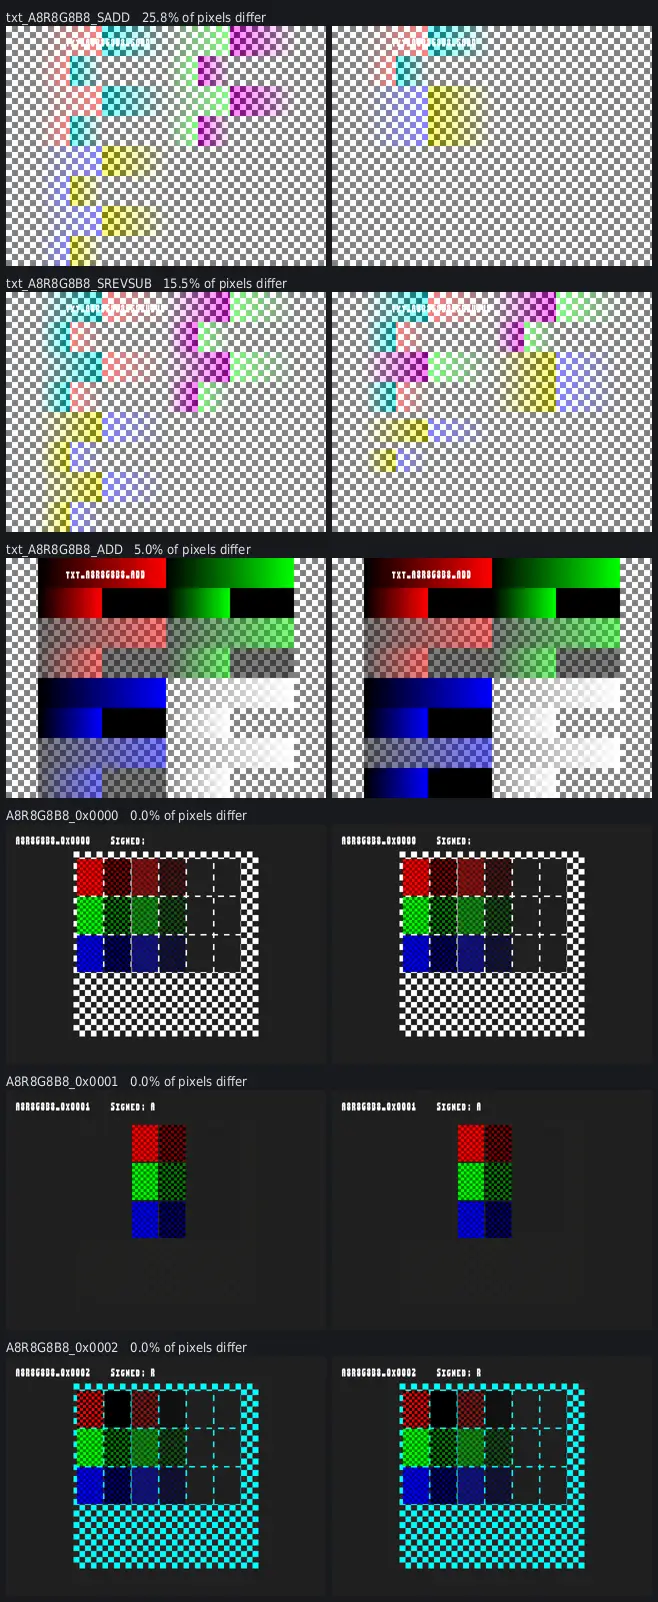 txt_A8R8G8B8_SADD 25.8% of pixels differ
txt_A8R8G8B8_SREVSUB 15.5% of pixels differ
txt_A8R8G8B8_ADD 5.0% of pixels differ
TXT_A8R8G8B8_ADD TXT_A8R8G8B8_ADD
A8R8G8B8_0x0000 0.0% of pixels differ
A8R8G8B8_0x0000 Signed: A8R8G8B8_0x0000 Signed:
A8R8G8B8_0x0001 0.0% of pixels differ
A8R8G8B8_0x0001 Signed: A A8R8G8B8_0x0001 Signed: A
A8R8G8B8_0x0002 0.0% of pixels differ
A8R8G8B8_0x0002 Signed: R A8R8G8B8_0x0002 Signed: R